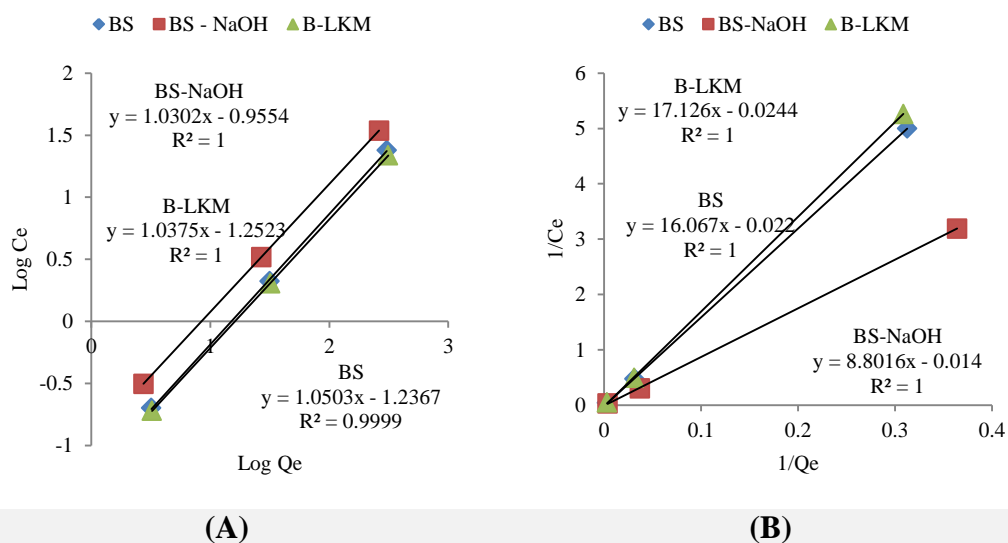 BS BS - NaOH B-LKM
2
1.5
1
0.5
0
-0.5
-1
0 1 2 3
Log Ce
Log Qe
BS-NaOH
y = 1.0302x - 0.9554
R² = 1
B-LKM
y = 1.0375x - 1.2523
R² = 1
BS
y = 1.0503x - 1.2367
R² = 0.9999
(A)
BS BS-NaOH B-LKM
6
5
4
3
2
1
0
0 0.1 0.2 0.3 0.4
1/Ce
1/Qe
B-LKM
y = 17.126x - 0.0244
R² = 1
BS
y = 16.067x - 0.022
R² = 1
BS-NaOH
y = 8.8016x - 0.014
R² = 1
(B)